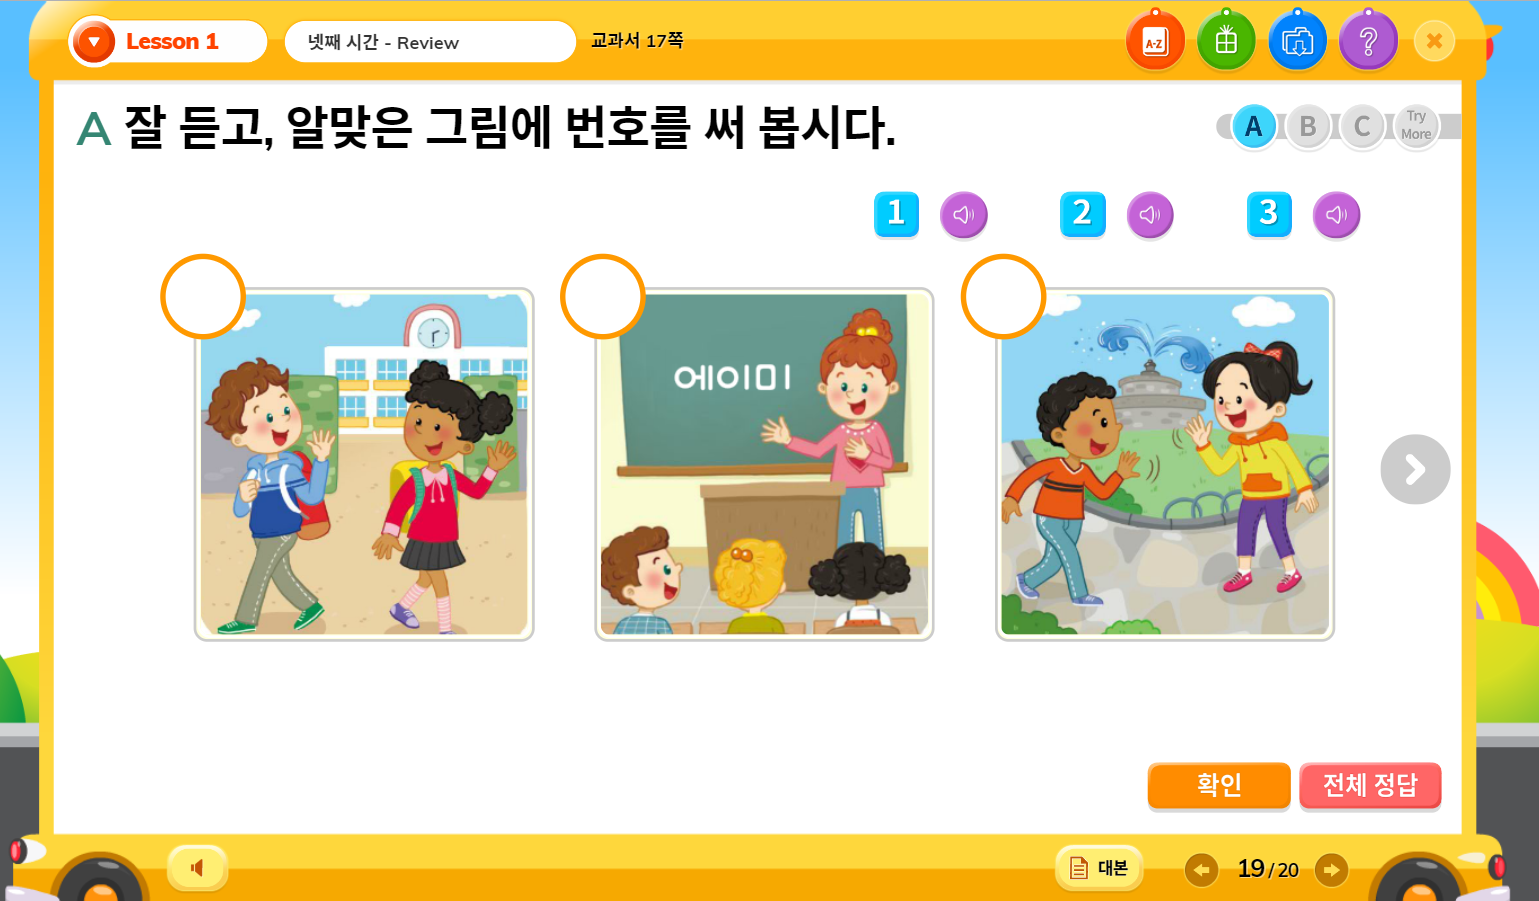 Lesson 1
넷째 시간 - Review
교과서 17쪽
A-Z
?
A 잘 듣고, 알맞은 그림에 번호를 써 봅시다.
A
B
C
Try
More
1
2
3
에이미
확인
전체 정답
대본
19 / 20